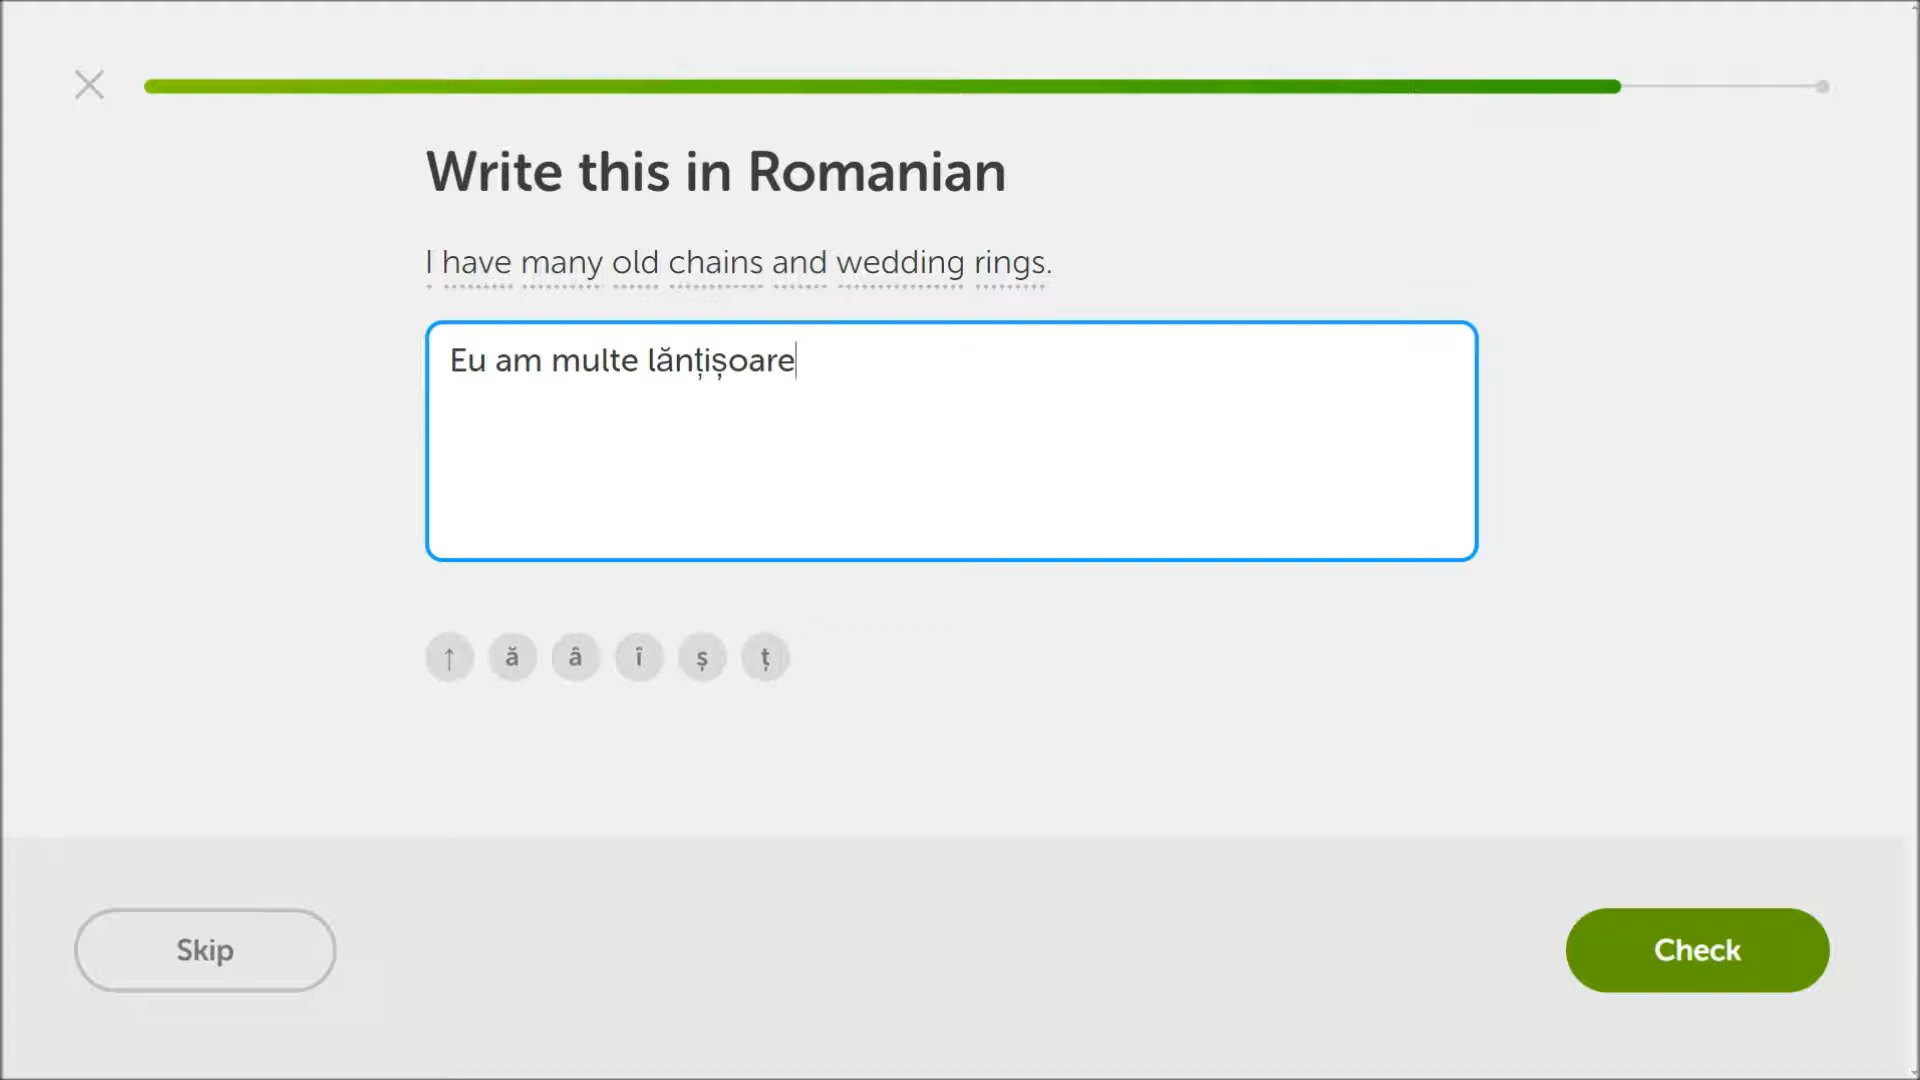 Write this in Romanian
I have many old chains and wedding rings.
Eu am multe lănțișoare
↑ ă â î ș ț
Skip
Check